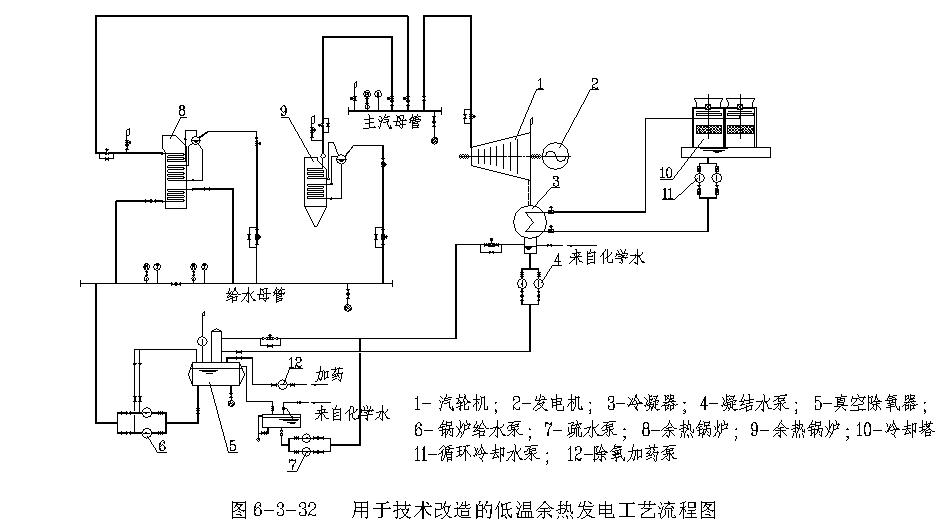 1
2
8
9
主汽母管
10
3
11
来自化学水
4
给水母管
12
加药
来自化学水
5
6
7
1- 汽轮机; 2-发电机; 3-冷凝器; 4-凝结水泵; 5-真空除氧器;
6-锅炉给水泵; 7-疏水泵; 8-余热锅炉; 9-余热锅炉; 10-冷却塔
11-循环冷却水泵; 12-除氧加药泵
图 6-3-32 用于技术改造的低温余热发电工艺流程图